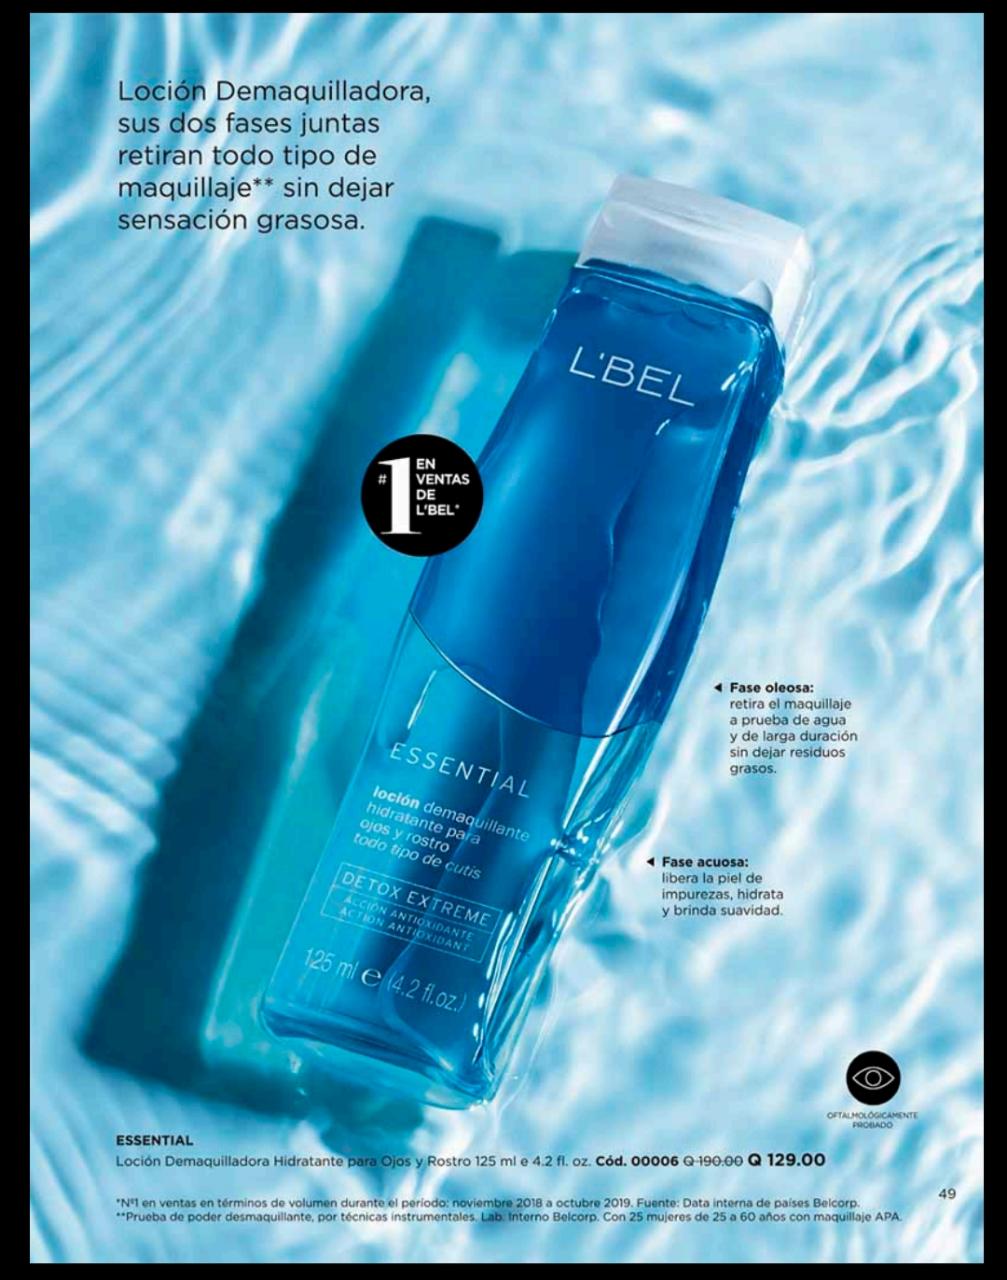 Loción Demaquilladora,
sus dos fases juntas
retiran todo tipo de
maquillaje** sin dejar
sensación grasosa.
L'BEL
#1 EN
VENTAS
DE
L'BEL*
◄ Fase oleosa:
retira el maquillaje
a prueba de agua
y de larga duración
sin dejar residuos
grasos.
ESSENTIAL
loción demaquillante
hidratante para
ojos y rostro
todo tipo de cutis
DETOX EXTREME
ACCIÓN ANTIOXIDANTE
ACTION ANTIOXIDANT
125 ml e (4.2 fl.oz.)
◄ Fase acuosa:
libera la piel de
impurezas, hidrata
y brinda suavidad.
OFTALMOLÓGICAMENTE
PROBADO
ESSENTIAL
Loción Demaquilladora Hidratante para Ojos y Rostro 125 ml e 4.2 fl. oz. Cód. 00006 Q 190.00 Q 129.00
*Nº1 en ventas en términos de volumen durante el período: noviembre 2018 a octubre 2019. Fuente: Data interna de países Belcorp.
**Prueba de poder desmaquillante, por técnicas instrumentales. Lab. Interno Belcorp. Con 25 mujeres de 25 a 60 años con maquillaje APA.
49